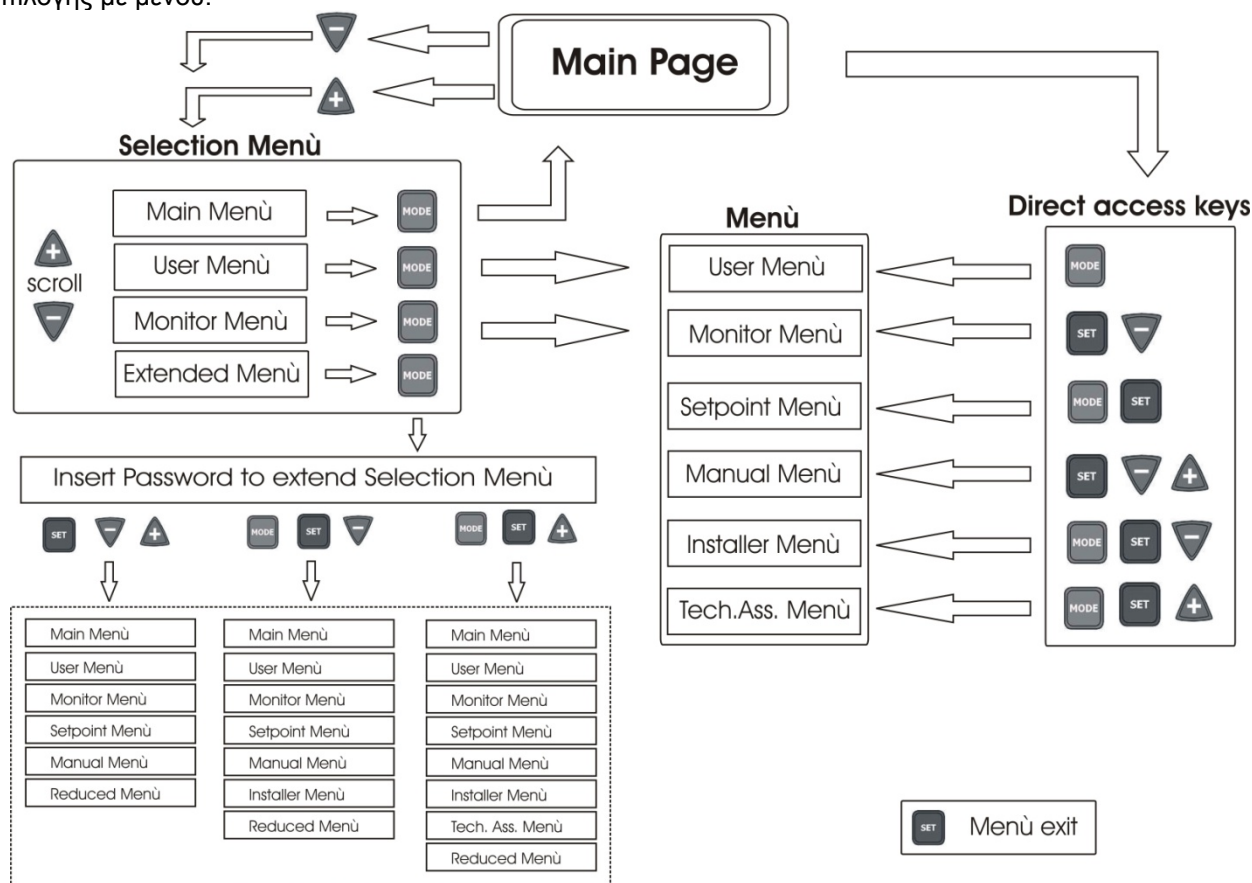 πιλογής με μενού.
Main Page
Selection Menù
scroll
Main Menù
MODE
User Menù
MODE
Monitor Menù
MODE
Extended Menù
MODE
Insert Password to extend Selection Menù
SET
MODE SET
MODE SET
Main Menù
User Menù
Monitor Menù
Setpoint Menù
Manual Menù
Reduced Menù
Main Menù
User Menù
Monitor Menù
Setpoint Menù
Manual Menù
Installer Menù
Reduced Menù
Main Menù
User Menù
Monitor Menù
Setpoint Menù
Manual Menù
Installer Menù
Tech. Ass. Menù
Reduced Menù
Menù
User Menù
Monitor Menù
Setpoint Menù
Manual Menù
Installer Menù
Tech.Ass. Menù
Direct access keys
MODE
SET
MODE SET
SET
MODE SET
MODE SET
SET Menù exit